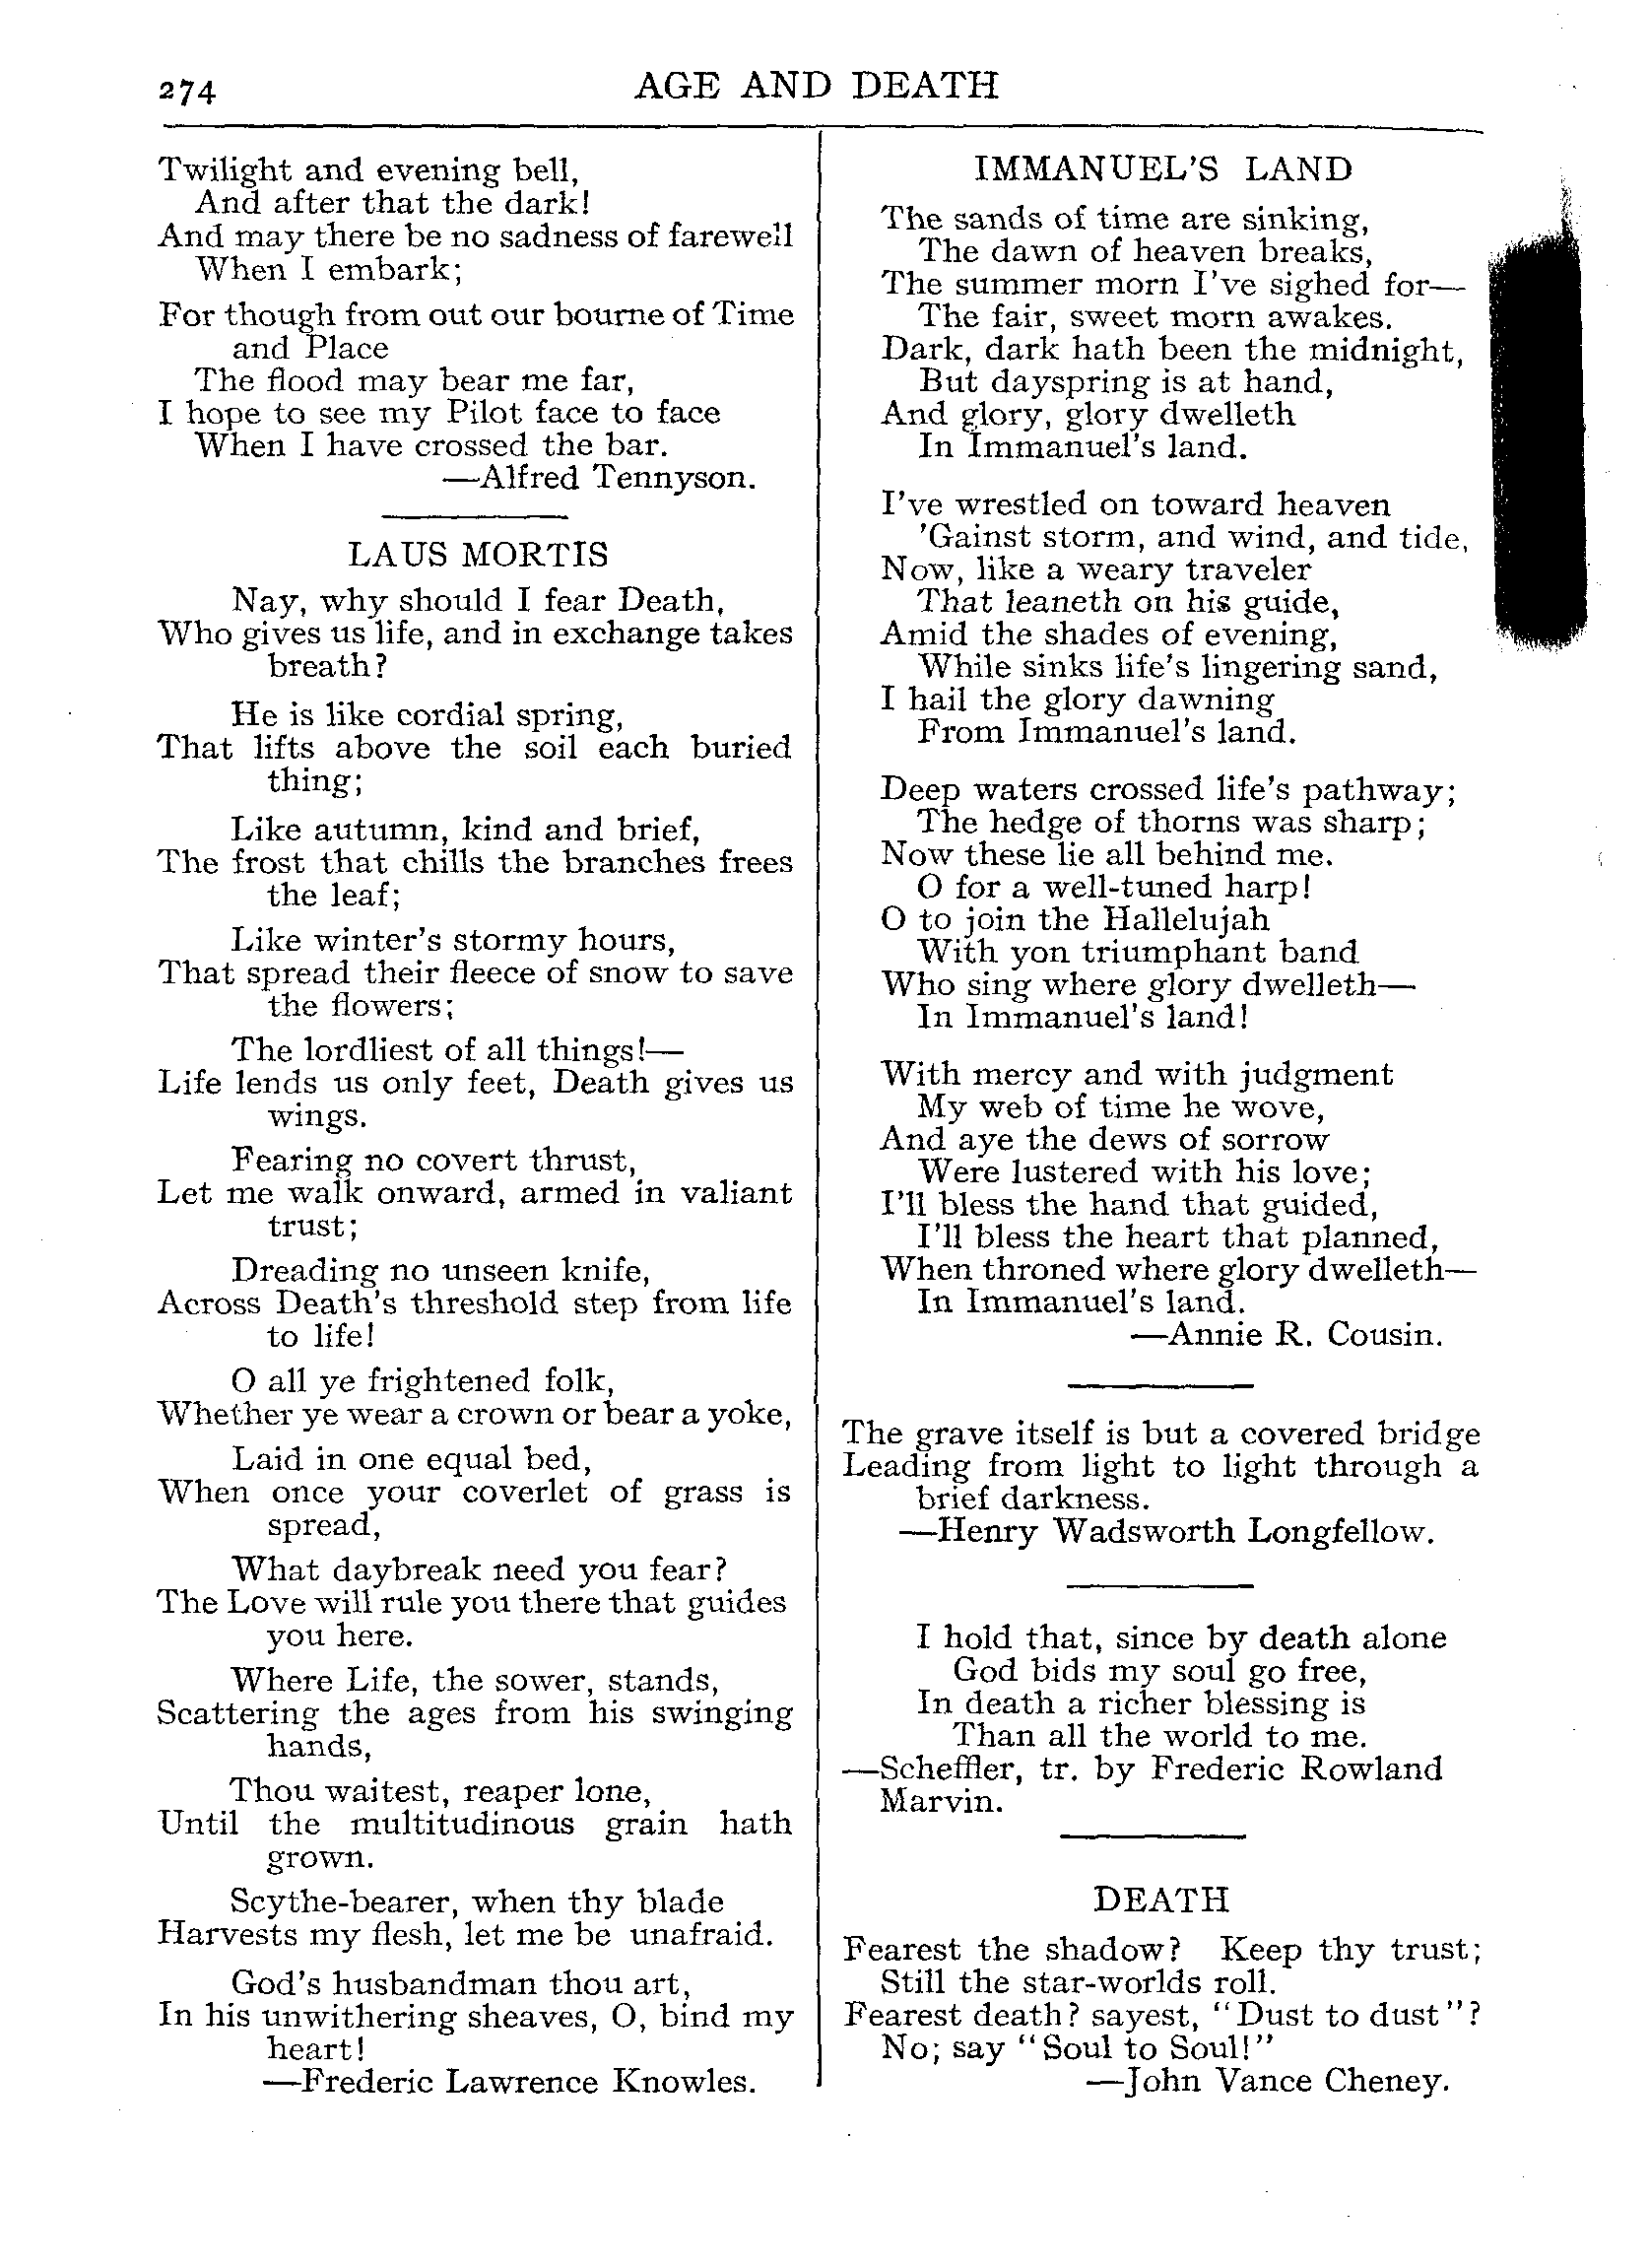 274
AGE AND DEATH
Twilight and evening bell,
And after that the dark!
And may there be no sadness of farewell
When I embark;
For though from out our bourne of Time
and Place
The flood may bear me far,
I hope to see my Pilot face to face
When I have crossed the bar.
—Alfred Tennyson.
LAUS MORTIS
Nay, why should I fear Death,
Who gives us life, and in exchange takes
breath?
He is like cordial spring,
That lifts above the soil each buried
thing;
Like autumn, kind and brief,
The frost that chills the branches frees
the leaf;
Like winter's stormy hours,
That spread their fleece of snow to save
the flowers;
The lordliest of all things!—
Life lends us only feet, Death gives us
wings.
Fearing no covert thrust,
Let me walk onward, armed in valiant
trust;
Dreading no unseen knife,
Across Death's threshold step from life
to life!
O all ye frightened folk,
Whether ye wear a crown or bear a yoke,
Laid in one equal bed,
When once your coverlet of grass is
spread,
What daybreak need you fear?
The Love will rule you there that guides
you here.
Where Life, the sower, stands,
Scattering the ages from his swinging
hands,
Thou waitest, reaper lone,
Until the multitudinous grain hath
grown.
Scythe-bearer, when thy blade
Harvests my flesh, let me be unafraid.
God's husbandman thou art,
In his unwithering sheaves, O, bind my
heart!
—Frederic Lawrence Knowles.
IMMANUEL'S LAND
The sands of time are sinking,
The dawn of heaven breaks,
The summer morn I've sighed for—
The fair, sweet morn awakes.
Dark, dark hath been the midnight,
But dayspring is at hand,
And glory, glory dwelleth
In Immanuel's land.
I've wrestled on toward heaven
'Gainst storm, and wind, and tide,
Now, like a weary traveler
That leaneth on his guide,
Amid the shades of evening,
While sinks life's lingering sand,
I hail the glory dawning
From Immanuel's land.
Deep waters crossed life's pathway;
The hedge of thorns was sharp;
Now these lie all behind me.
O for a well-tuned harp!
O to join the Hallelujah
With yon triumphant band
Who sing where glory dwelleth—
In Immanuel's land!
With mercy and with judgment
My web of time he wove,
And aye the dews of sorrow
Were lustered with his love;
I'll bless the hand that guided,
I'll bless the heart that planned,
When throned where glory dwelleth—
In Immanuel's land.
—Annie R. Cousin.
The grave itself is but a covered bridge
Leading from light to light through a
brief darkness.
—Henry Wadsworth Longfellow.
I hold that, since by death alone
God bids my soul go free,
In death a richer blessing is
Than all the world to me.
—Scheffler, tr. by Frederic Rowland
Marvin.
DEATH
Fearest the shadow? Keep thy trust;
Still the star-worlds roll.
Fearest death? sayest, "Dust to dust"?
No; say "Soul to Soul!"
—John Vance Cheney.